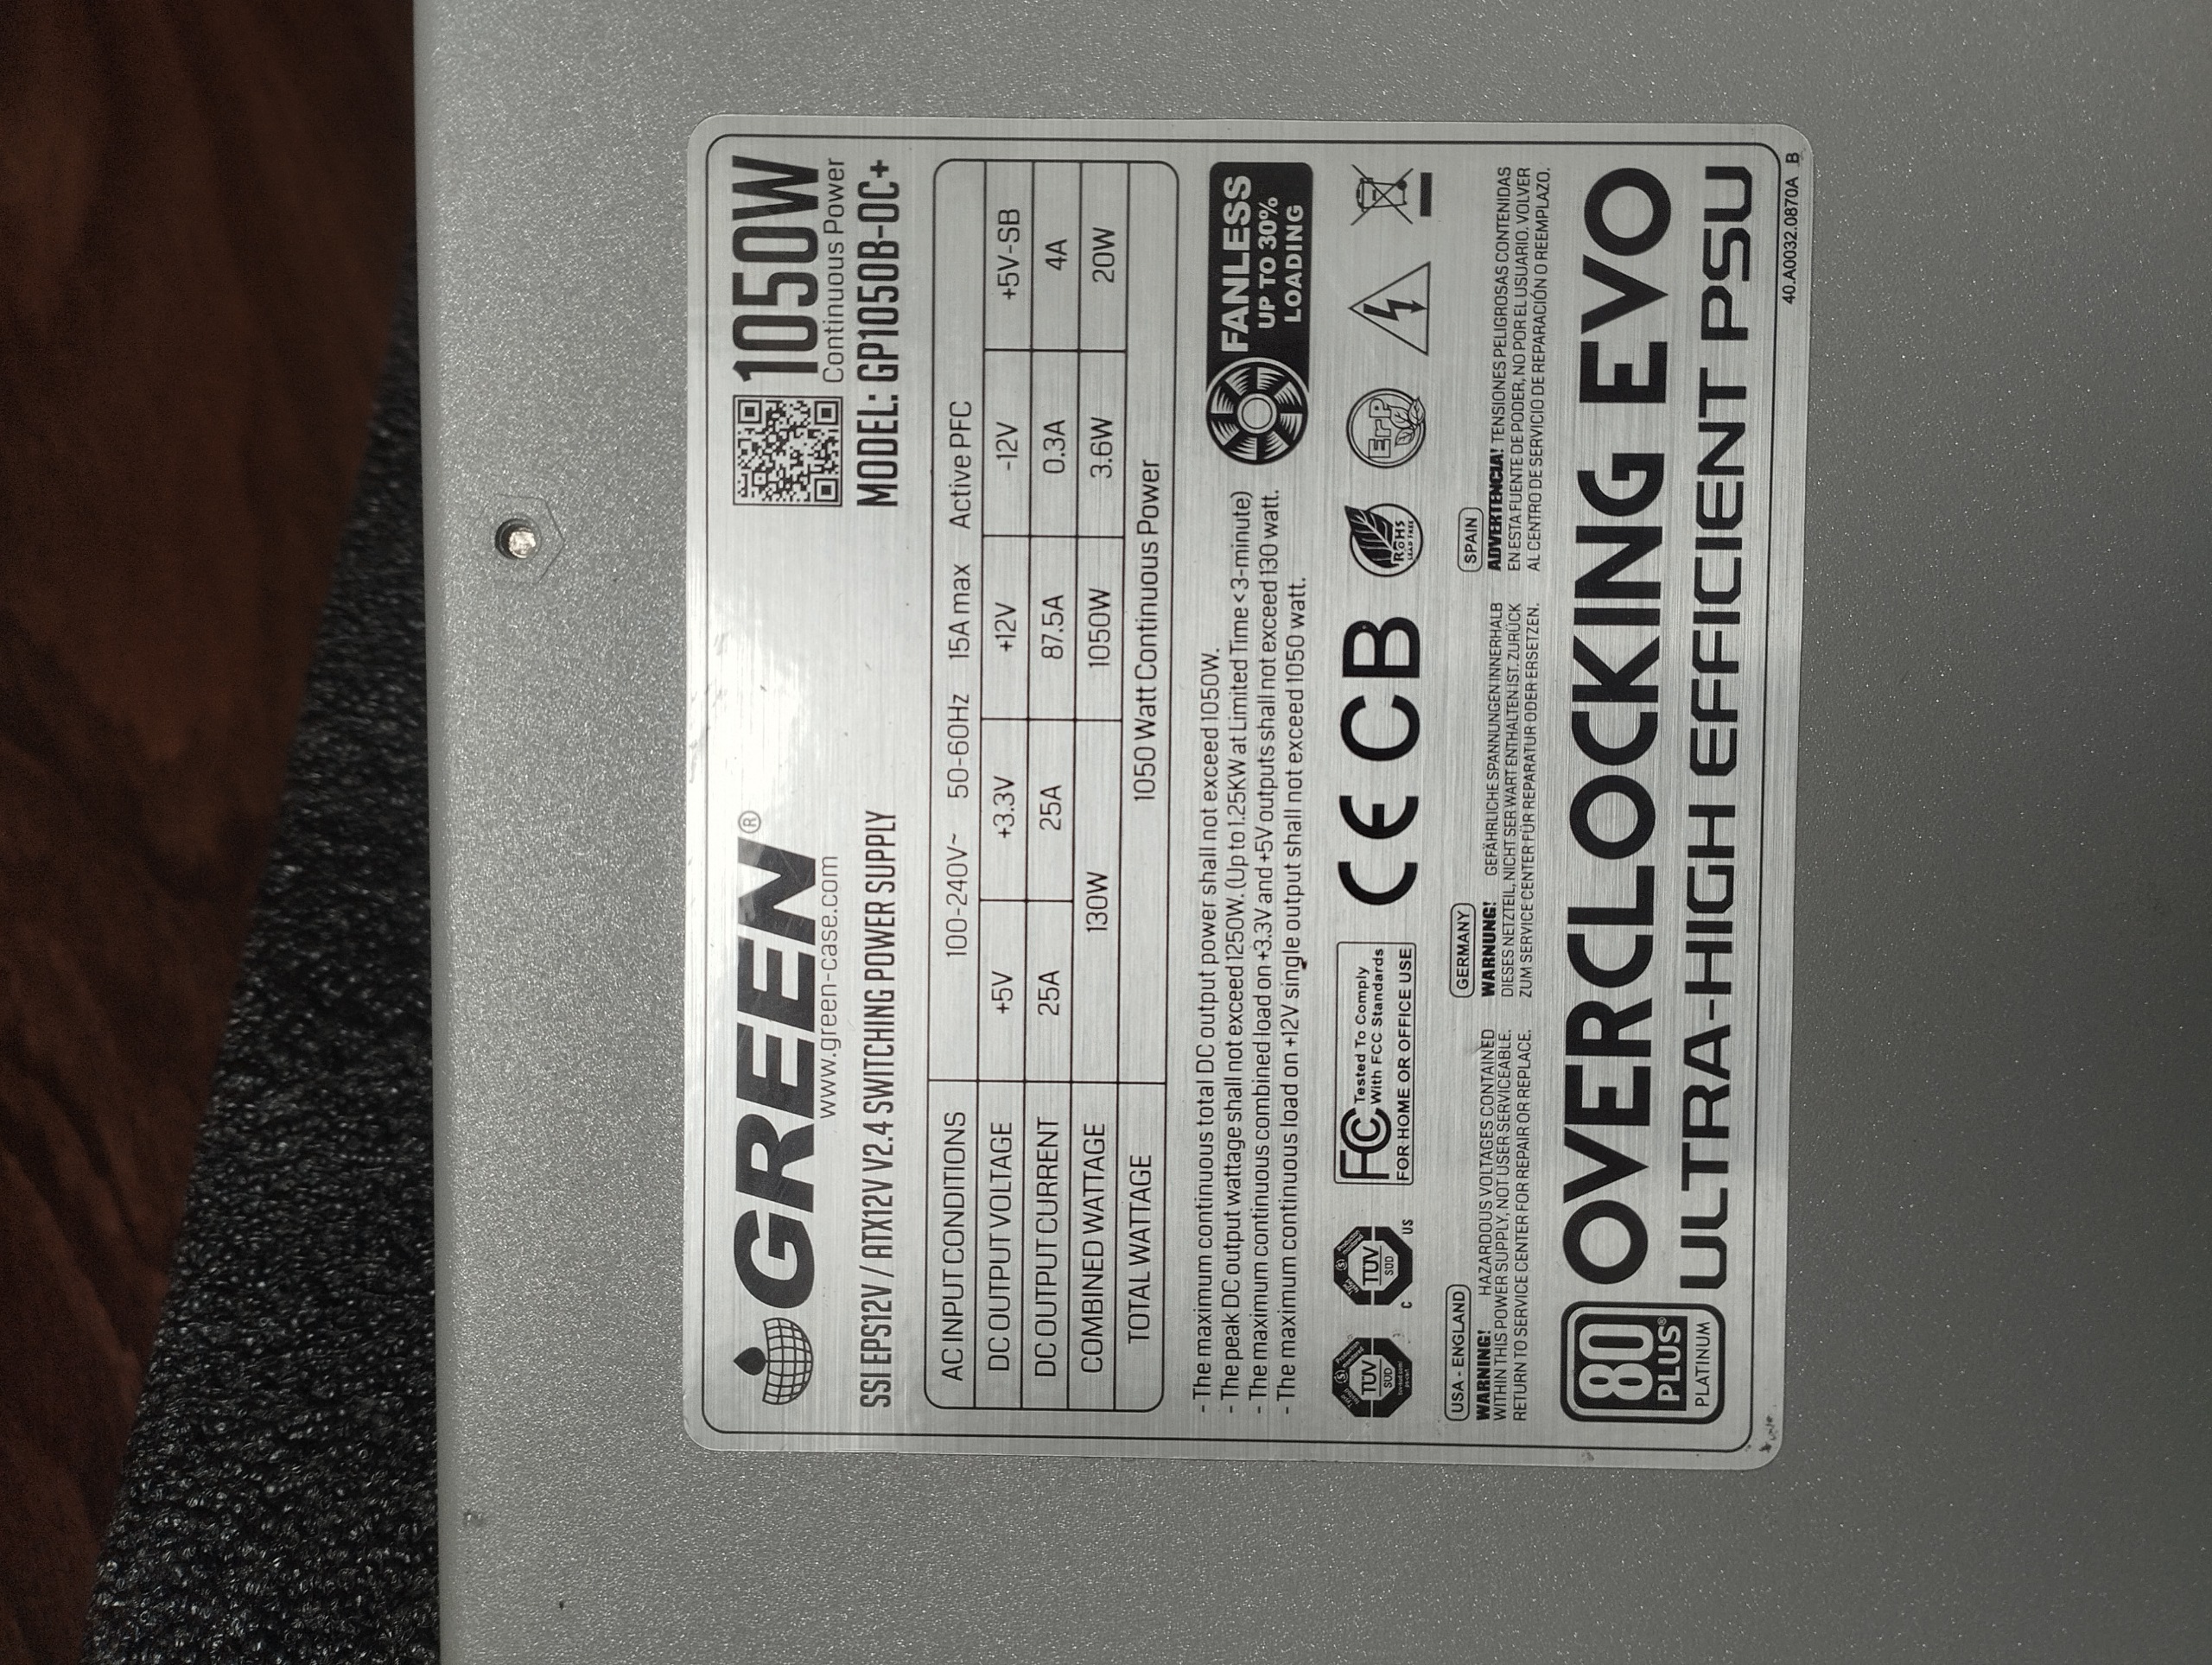 GREEN®
www.green-case.com
1050W
Continuous Power
SSI EPS12V / ATX12V V2.4 SWITCHING POWER SUPPLY
MODEL: GP1050B-OC+
AC INPUT CONDITIONS 100-240V~ 50-60Hz 15A max Active PFC
DC OUTPUT VOLTAGE +5V +3.3V +12V -12V +5V-SB
DC OUTPUT CURRENT 25A 25A 87.5A 0.3A 4A
COMBINED WATTAGE 130W 1050W 3.6W 20W
TOTAL WATTAGE 1050 Watt Continuous Power
- The maximum continuous total DC output power shall not exceed 1050W.
- The peak DC output wattage shall not exceed 1250W. (Up to 1.25KW at Limited Time < 3-minute)
- The maximum continuous combined load on +3.3V and +5V outputs shall not exceed 130 watt.
- The maximum continuous load on +12V single output shall not exceed 1050 watt.
FANLESS
UP TO 30%
LOADING
TÜV
SÜD
TÜV
SÜD
C US
FC Tested To Comply
With FCC Standards
FOR HOME OR OFFICE USE
CE CB
RoHS
LEAD FREE
ErP
USA - ENGLAND
WARNING! HAZARDOUS VOLTAGES CONTAINED
WITHIN THIS POWER SUPPLY, NOT USER SERVICEABLE.
RETURN TO SERVICE CENTER FOR REPAIR OR REPLACE.
GERMANY
WARNUNG! GEFÄHRLICHE SPANNUNGEN INNERHALB
DIESES NETZTEIL, NICHT SER WART ENTHALTEN IST. ZURÜCK
ZUM SERVICE CENTER FÜR REPARATUR ODER ERSETZEN.
SPAIN
ADVERTENCIA! TENSIONES PELIGROSAS CONTENIDAS
EN ESTA FUENTE DE PODER, NO POR EL USUARIO. VOLVER
AL CENTRO DE SERVICIO DE REPARACIÓN O REEMPLAZO.
80
PLUS®
PLATINUM
OVERCLOCKING EVO
ULTRA-HIGH EFFICIENT PSU
40.A0032.0870A B